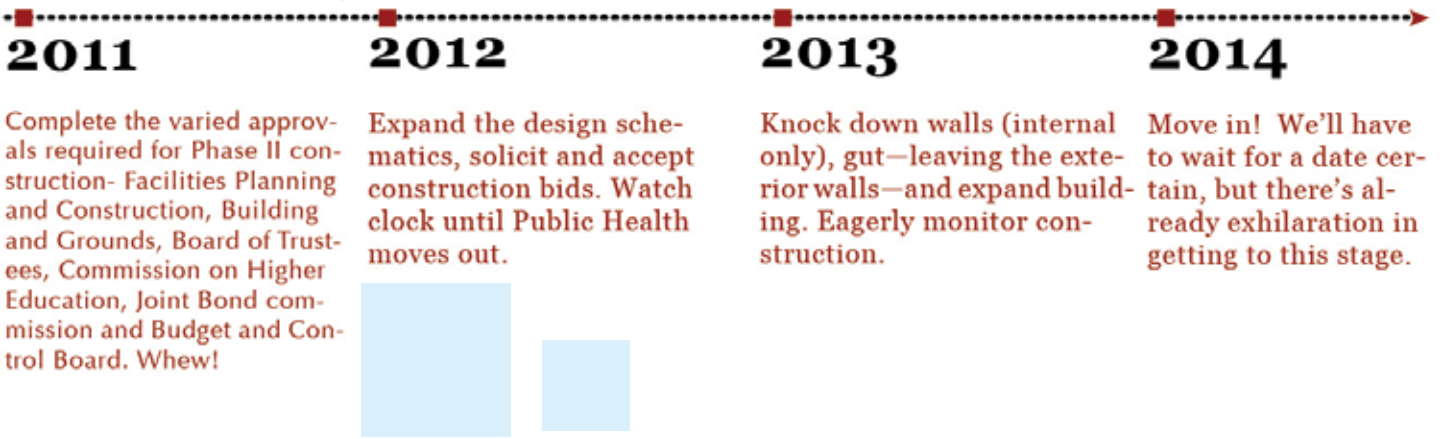 2011
Complete the varied approv-
als required for Phase II con-
struction- Facilities Planning
and Construction, Building
and Grounds, Board of Trust-
ees, Commission on Higher
Education, Joint Bond com-
mission and Budget and Con-
trol Board. Whew!
2012
Expand the design sche-
matics, solicit and accept
construction bids. Watch
clock until Public Health
moves out.
2013
Knock down walls (internal
only), gut—leaving the exte-
rior walls—and expand build-
ing. Eagerly monitor con-
struction.
2014
Move in!  We’ll have
to wait for a date cer-
tain, but there’s al-
ready exhilaration in
getting to this stage.